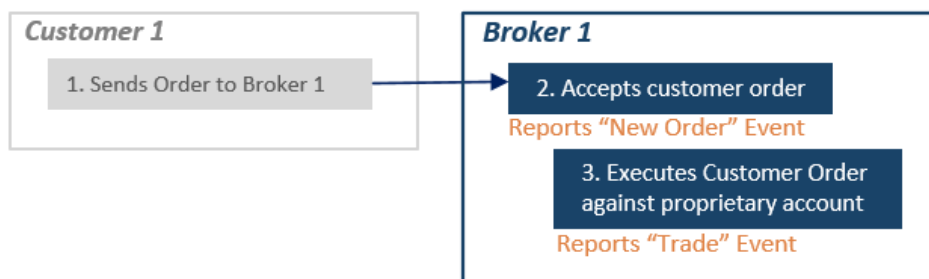 Customer 1
1. Sends Order to Broker 1
Broker 1
2. Accepts customer order
Reports “New Order” Event
3. Executes Customer Order
against proprietary account
Reports “Trade” Event